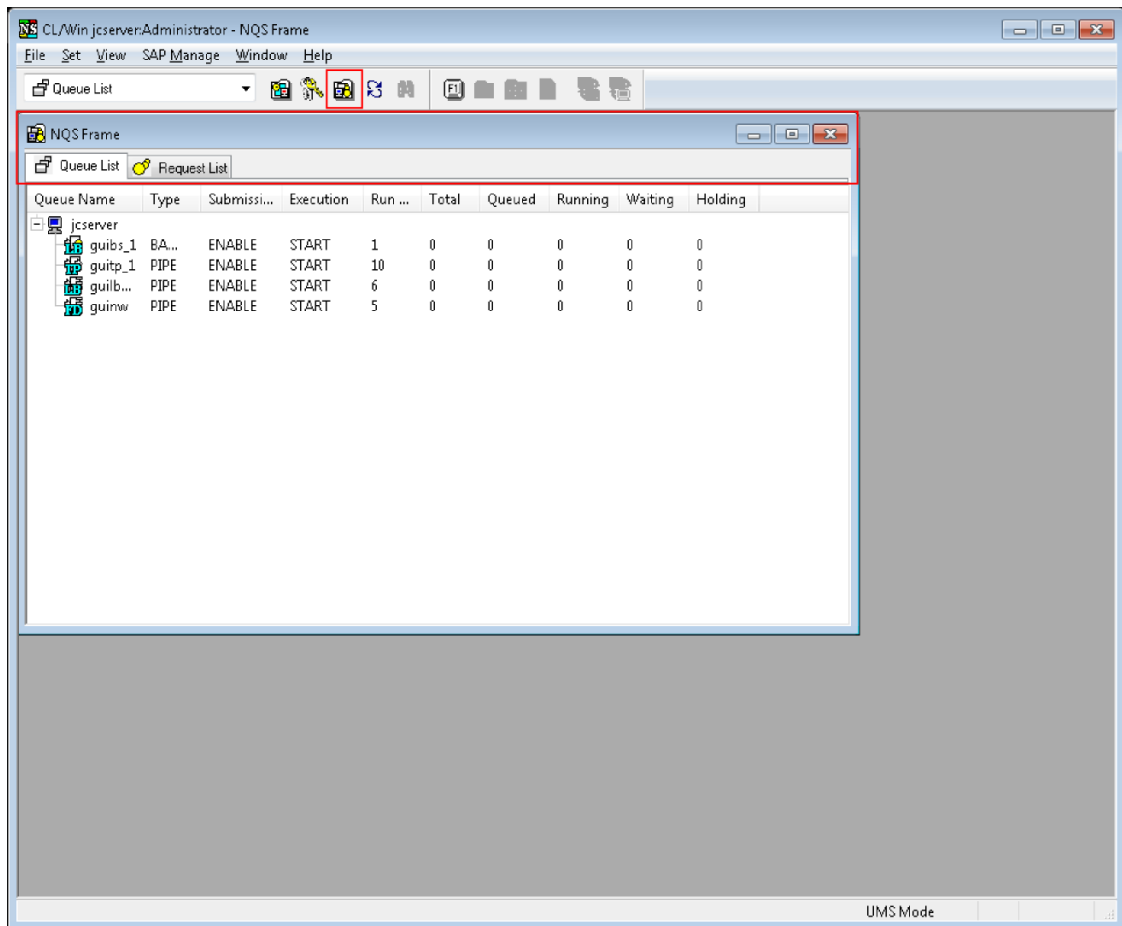 CL/Win jcserver:Administrator - NQS Frame
File Set View SAP Manage Window Help
Queue List F1
NQS Frame
Queue List Request List
Queue Name Type Submissi... Execution Run ... Total Queued Running Waiting Holding
jcserver
guibs_1 BA... ENABLE START 1 0 0 0 0 0
guitp_1 PIPE ENABLE START 10 0 0 0 0 0
guilb... PIPE ENABLE START 6 0 0 0 0 0
guinw PIPE ENABLE START 5 0 0 0 0 0
UMS Mode